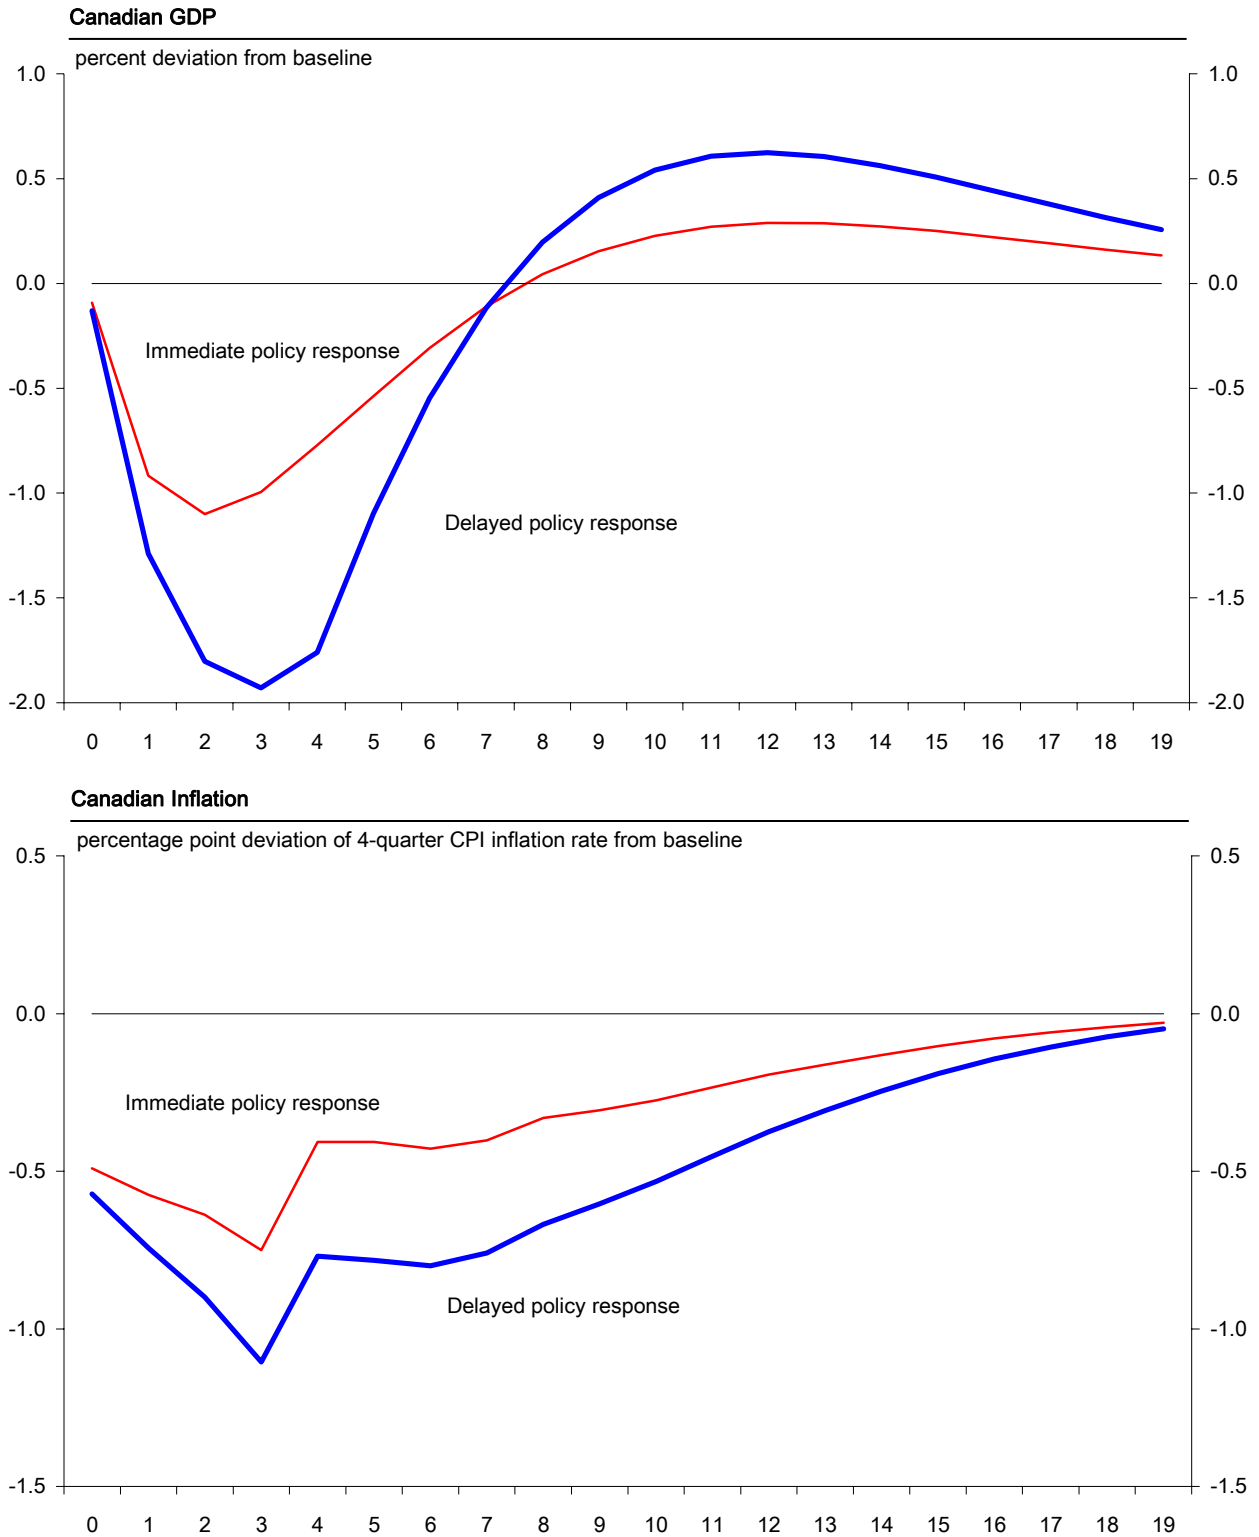 Canadian GDP
percent deviation from baseline
1.0 1.0
0.5 0.5
0.0 0.0
Immediate policy response
-0.5 -0.5
-1.0 -1.0
Delayed policy response
-1.5 -1.5
-2.0 -2.0
0 1 2 3 4 5 6 7 8 9 10 11 12 13 14 15 16 17 18 19
Canadian Inflation
percentage point deviation of 4-quarter CPI inflation rate from baseline
0.5 0.5
0.0 0.0
Immediate policy response
-0.5 -0.5
Delayed policy response
-1.0 -1.0
-1.5 -1.5
0 1 2 3 4 5 6 7 8 9 10 11 12 13 14 15 16 17 18 19